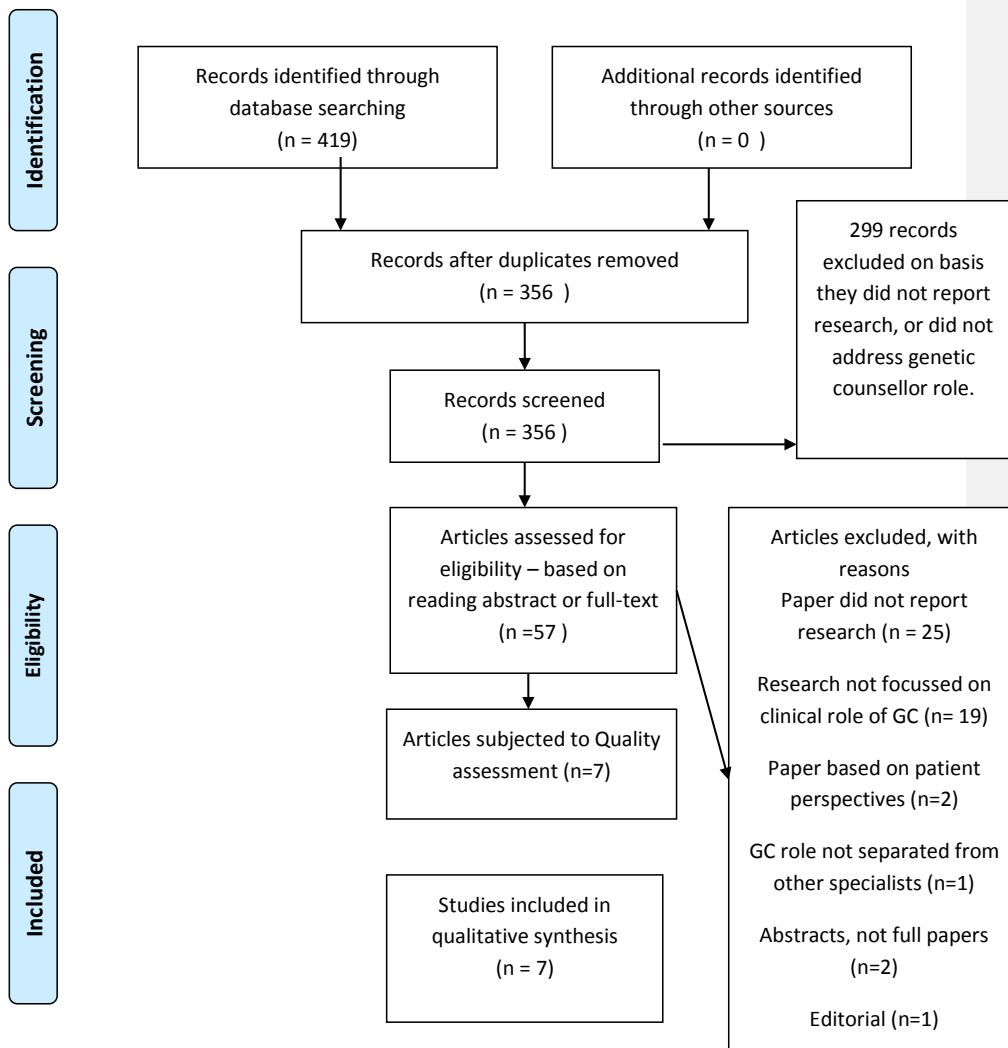 Identification
Records identified through
database searching
(n = 419)
Additional records identified
through other sources
(n = 0 )
Records after duplicates removed
(n = 356 )
299 records
excluded on basis
they did not report
research, or did not
address genetic
counsellor role.
Screening
Records screened
(n = 356 )
Eligibility
Articles assessed for
eligibility – based on
reading abstract or full-text
(n =57 )
Articles excluded, with
reasons
Paper did not report
research (n = 25)
Research not focussed on
clinical role of GC (n= 19)
Paper based on patient
perspectives (n=2)
GC role not separated from
other specialists (n=1)
Abstracts, not full papers
(n=2)
Editorial (n=1)
Articles subjected to Quality
assessment (n=7)
Included
Studies included in
qualitative synthesis
(n = 7)